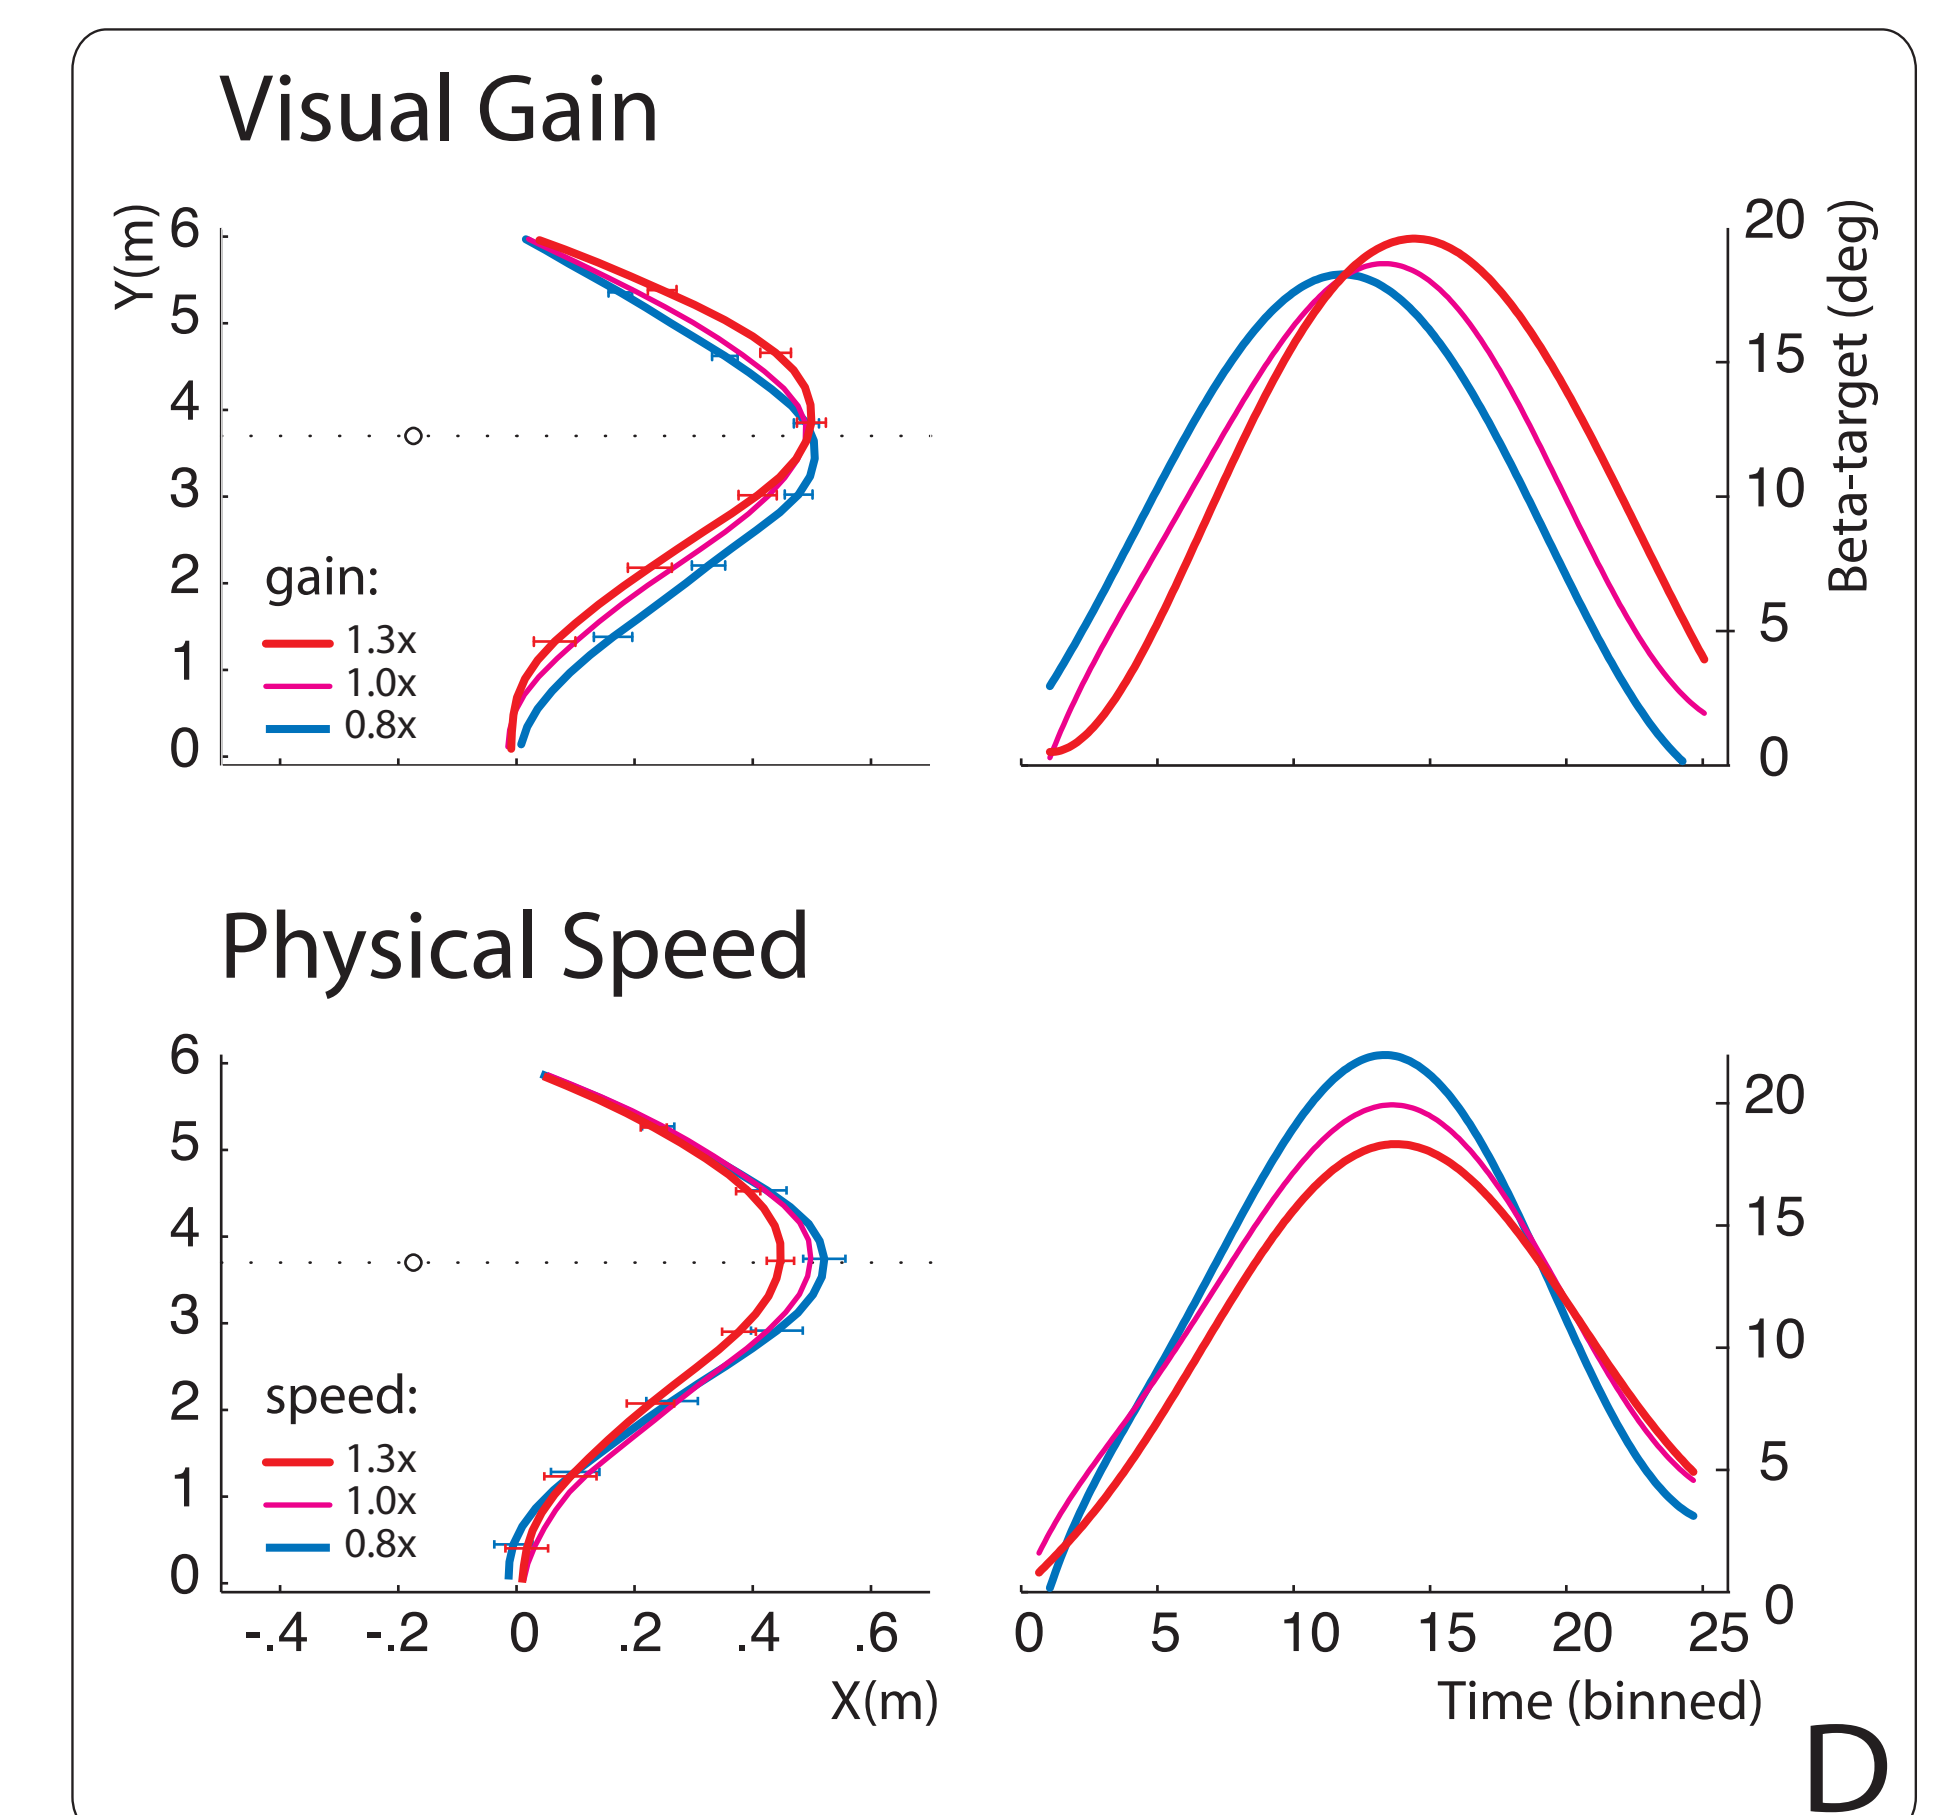 Visual Gain
Y(m)
6
5
4
3
2
1
0
gain:
1.3x
1.0x
0.8x
20
15
10
5
0
Beta-target (deg)
Physical Speed
6
5
4
3
2
1
0
speed:
1.3x
1.0x
0.8x
-.4 -.2 0 .2 .4 .6
X(m)
20
15
10
5
0
0 5 10 15 20 25
Time (binned)
D